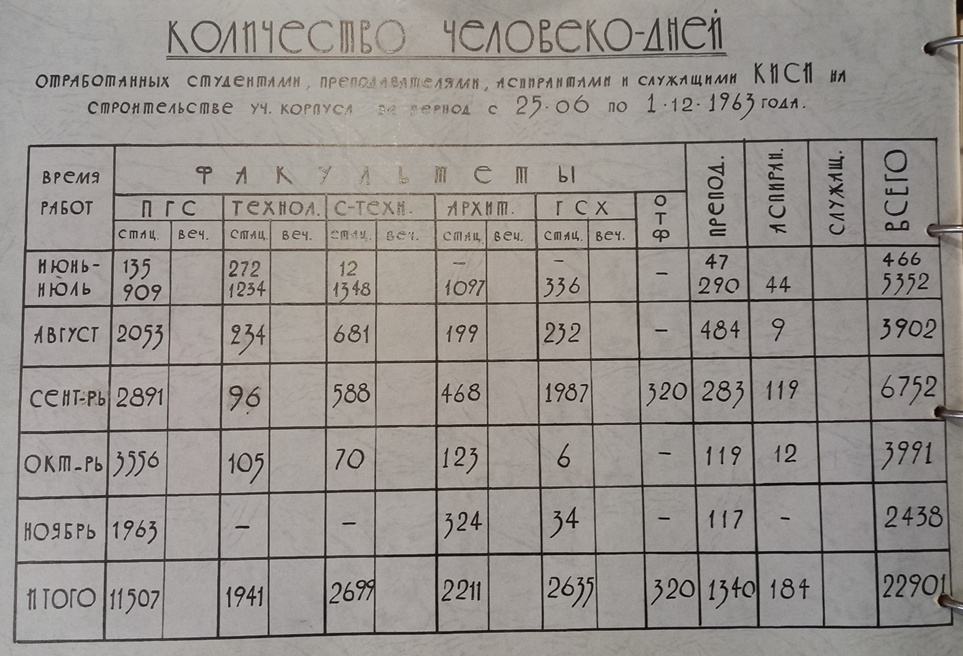 КОЛИЧЕСТВО ЧЕЛОВЕКО-ДНЕЙ
ОТРАБОТАННЫХ СТУДЕНТАМИ, ПРЕПОДАВАТЕЛЯМИ, АСПИРАНТАМИ И СЛУЖАЩИМИ КИСИ НА
СТРОИТЕЛЬСТВЕ УЧ. КОРПУСА ЗА ПЕРИОД С 25·06 ПО 1·12·1963 ГОДА.
ВРЕМЯ РАБОТ ФАКУЛЬТЕТЫ ПРЕПОД. АСПИРАН. СЛУЖАЩ. ВСЕГО
ПГС ТЕХНОЛ. С-ТЕХН. АРХИТ. ГСХ ОТФ
СТАЦ. ВЕЧ. СТАЦ. ВЕЧ. СТАЦ. ВЕЧ. СТАЦ. ВЕЧ. СТАЦ. ВЕЧ.
ИЮНЬ- 135 272 12 – – – 47 466
ИЮЛЬ 909 1234 1348 1097 336 290 44 5352
АВГУСТ 2053 234 681 199 232 – 484 9 3902
СЕНТ-РЬ 2891 96 588 468 1987 320 283 119 6752
ОКТ-РЬ 3556 105 70 123 6 – 119 12 3991
НОЯБРЬ 1963 – – 324 34 – 117 - 2438
ИТОГО 11507 1941 2699 2211 2635 320 1340 184 22901